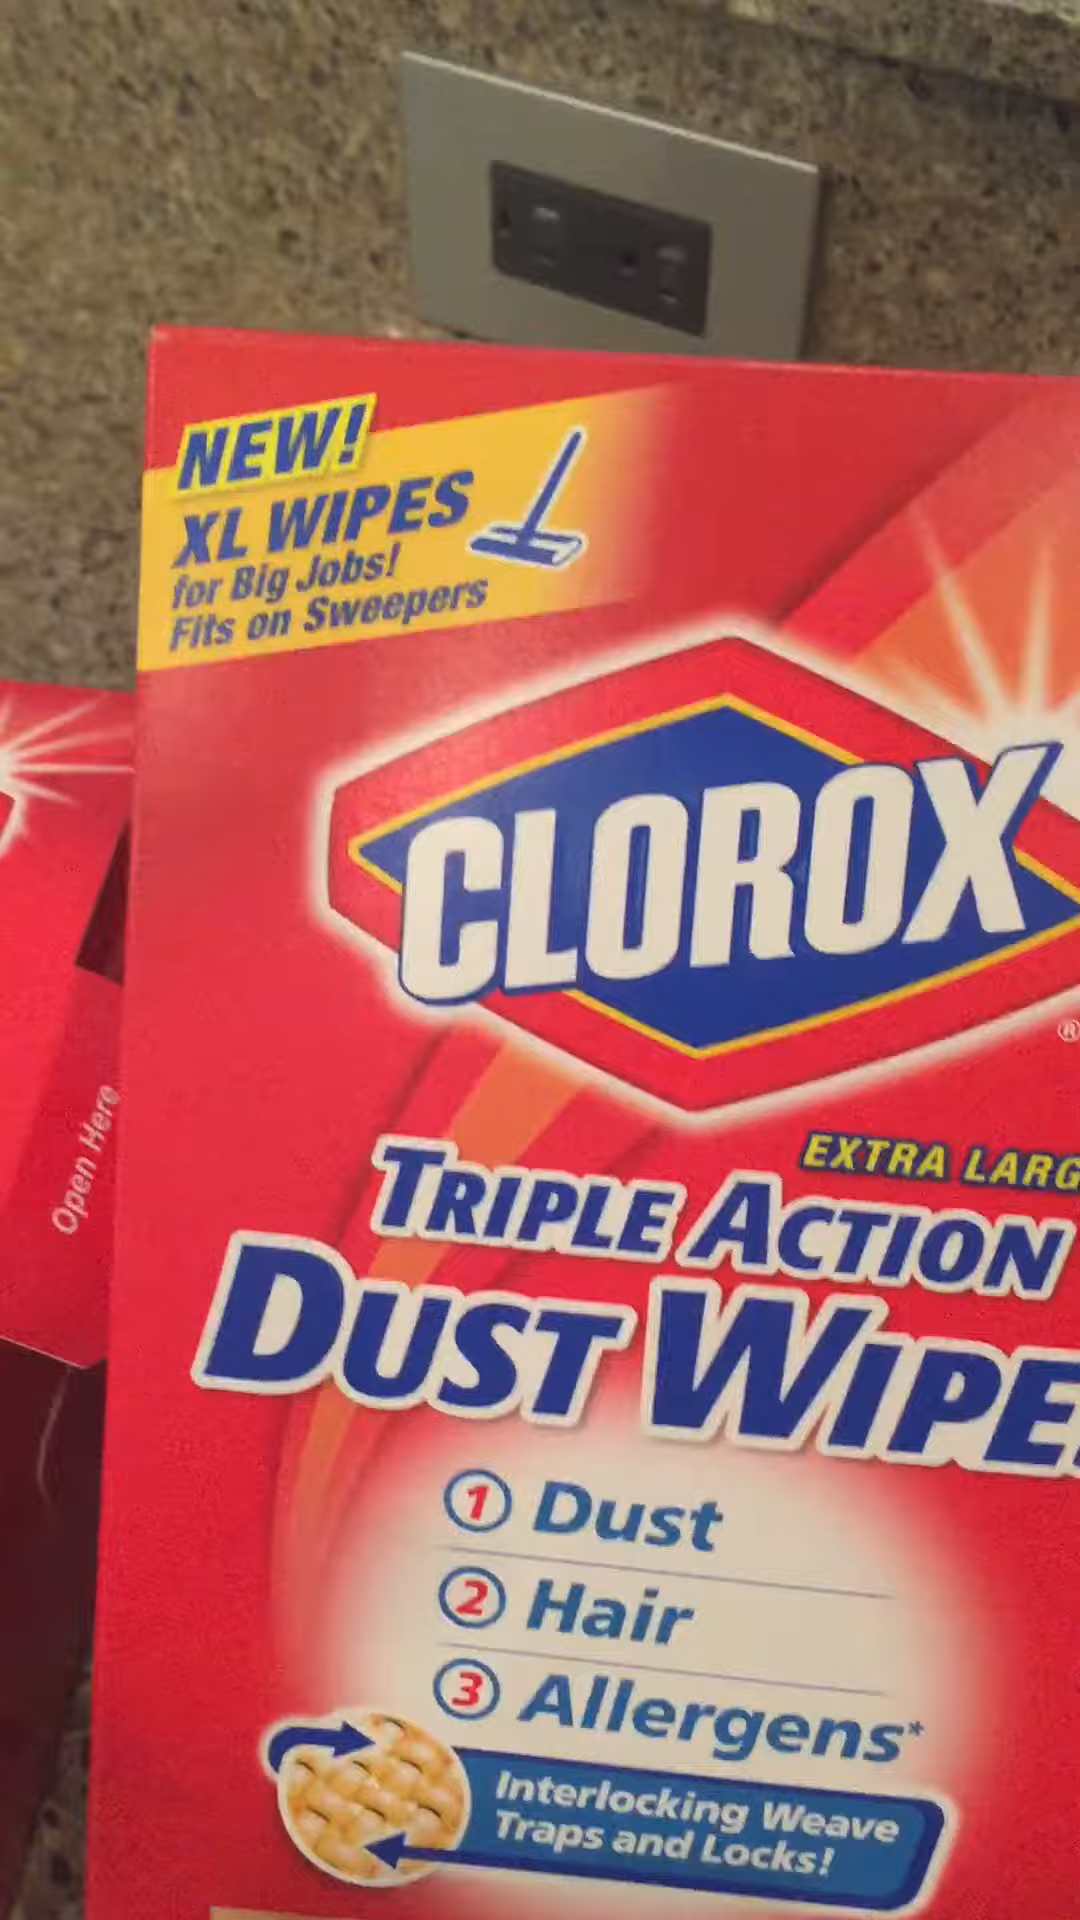 NEW!
XL WIPES
for Big Jobs!
Fits on Sweepers
CLOROX
®
EXTRA LARG
TRIPLE ACTION
DUST WIPE
1 Dust
2 Hair
3 Allergens*
Interlocking Weave
Traps and Locks!
Open Here